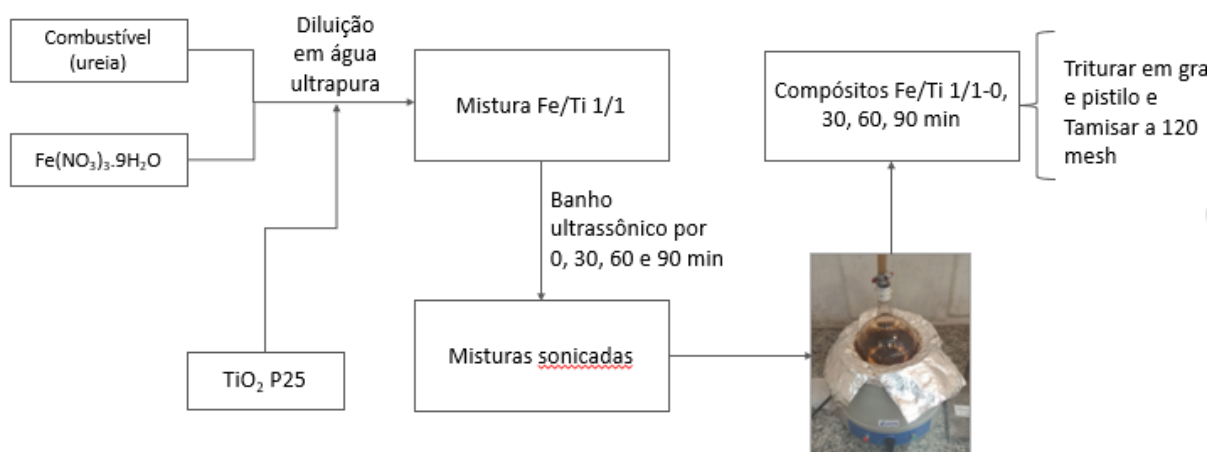 Combustível
(ureia)
Fe(NO₃)₃.9H₂O
Diluição
em água
ultrapura
TiO₂ P25
Mistura Fe/Ti 1/1
Banho
ultrassônico por
0, 30, 60 e 90 min
Misturas sonicadas
Compósitos Fe/Ti 1/1-0,
30, 60, 90 min
Triturar em gra
e pistilo e
Tamisar a 120
mesh